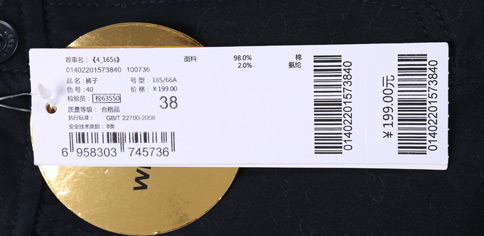 故事名：《4_165s》
面料： 98.0% 棉
2.0% 氨纶
01402201573840 100736
品名：裤子 号型：165/66A
色号：40 价格：￥199.00
检验员：检63550 38
质量等级：合格品
执行标准： GB/T 22700-2008
安全技术类别：B类
6 958303 745736
01402201573840
￥ 199.00元
01402201573840